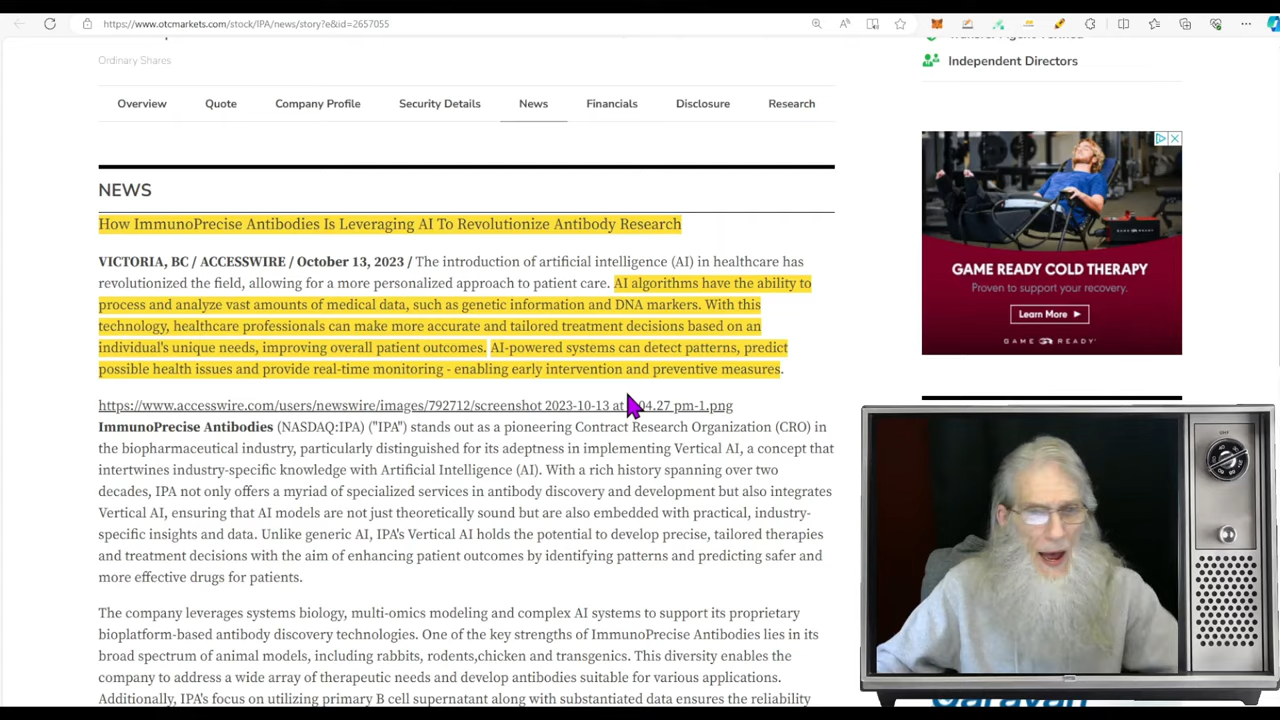 https://www.otcmarkets.com/stock/IPA/news/story?e&id=2657055
Ordinary Shares
Independent Directors
Overview
Quote
Company Profile
Security Details
News
Financials
Disclosure
Research
NEWS
How ImmunoPrecise Antibodies Is Leveraging AI To Revolutionize Antibody Research
VICTORIA, BC / ACCESSWIRE / October 13, 2023 / The introduction of artificial intelligence (AI) in healthcare has
revolutionized the field, allowing for a more personalized approach to patient care. AI algorithms have the ability to
process and analyze vast amounts of medical data, such as genetic information and DNA markers. With this
technology, healthcare professionals can make more accurate and tailored treatment decisions based on an
individual's unique needs, improving overall patient outcomes. AI-powered systems can detect patterns, predict
possible health issues and provide real-time monitoring - enabling early intervention and preventive measures.
https://www.accesswire.com/users/newswire/images/792712/screenshot 2023-10-13 at 04.27 pm-1.png
ImmunoPrecise Antibodies (NASDAQ:IPA) ("IPA") stands out as a pioneering Contract Research Organization (CRO) in
the biopharmaceutical industry, particularly distinguished for its adeptness in implementing Vertical AI, a concept that
intertwines industry-specific knowledge with Artificial Intelligence (AI). With a rich history spanning over two
decades, IPA not only offers a myriad of specialized services in antibody discovery and development but also integrates
Vertical AI, ensuring that AI models are not just theoretically sound but are also embedded with practical, industry-
specific insights and data. Unlike generic AI, IPA's Vertical AI holds the potential to develop precise, tailored therapies
and treatment decisions with the aim of enhancing patient outcomes by identifying patterns and predicting safer and
more effective drugs for patients.
The company leverages systems biology, multi-omics modeling and complex AI systems to support its proprietary
bioplatform-based antibody discovery technologies. One of the key strengths of ImmunoPrecise Antibodies lies in its
broad spectrum of animal models, including rabbits, rodents,chicken and transgenics. This diversity enables the
company to address a wide array of therapeutic needs and develop antibodies suitable for various applications.
Additionally, IPA's focus on utilizing primary B cell supernatant along with substantiated data ensures the reliability
GAME READY COLD THERAPY
Proven to support your recovery.
Learn More
GAME READY